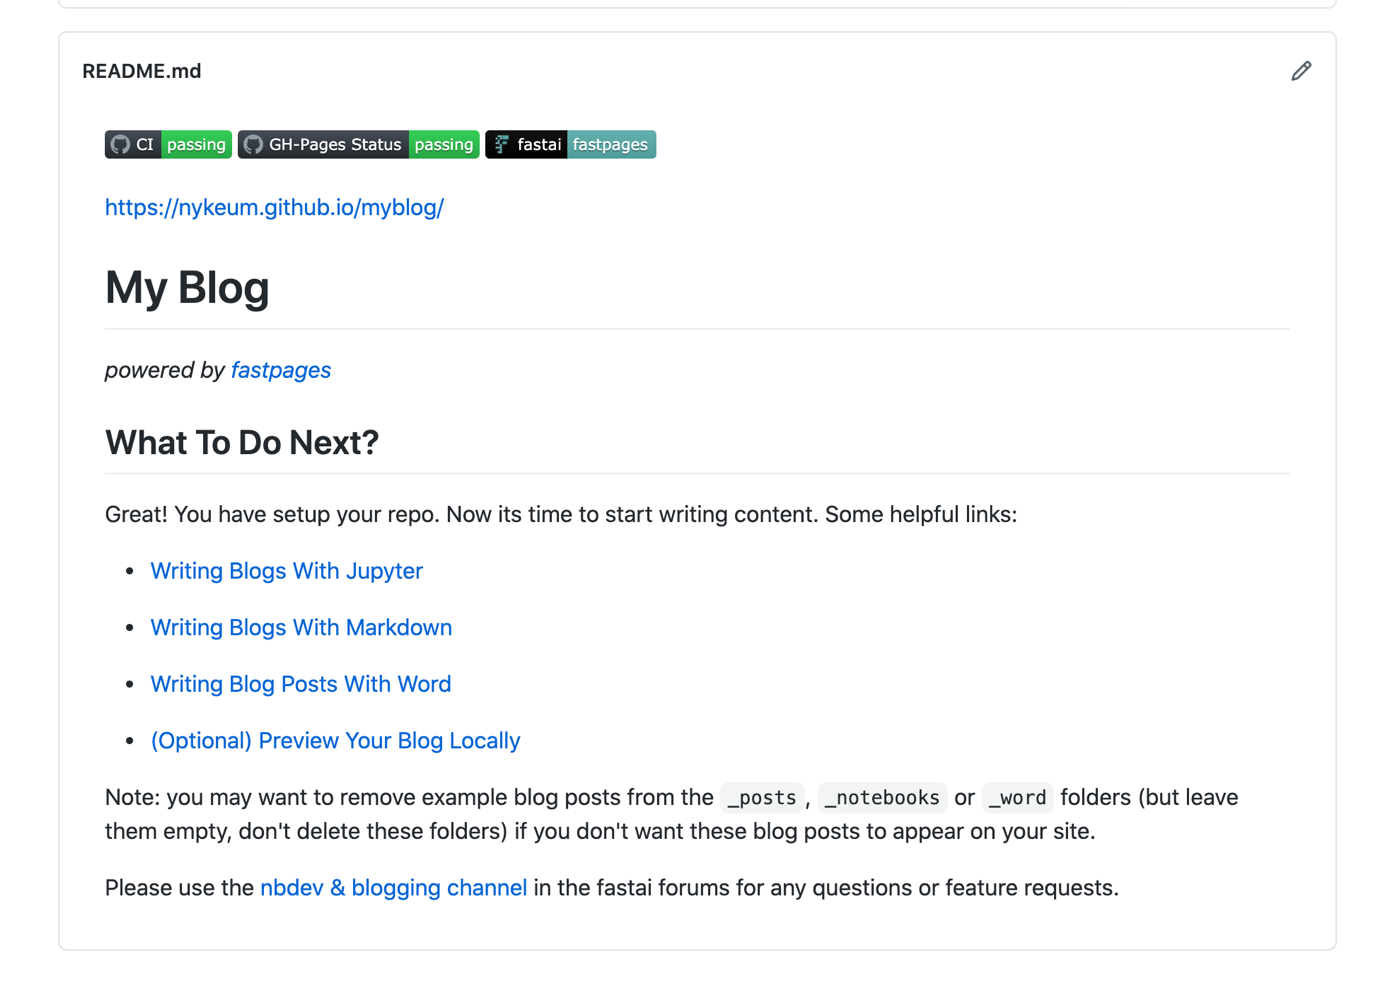 README.md
CI passing GH-Pages Status passing fastai fastpages
https://nykeum.github.io/myblog/
My Blog
powered by fastpages
What To Do Next?
Great! You have setup your repo. Now its time to start writing content. Some helpful links:
Writing Blogs With Jupyter
Writing Blogs With Markdown
Writing Blog Posts With Word
(Optional) Preview Your Blog Locally
Note: you may want to remove example blog posts from the _posts, _notebooks or _word folders (but leave
them empty, don't delete these folders) if you don't want these blog posts to appear on your site.
Please use the nbdev & blogging channel in the fastai forums for any questions or feature requests.